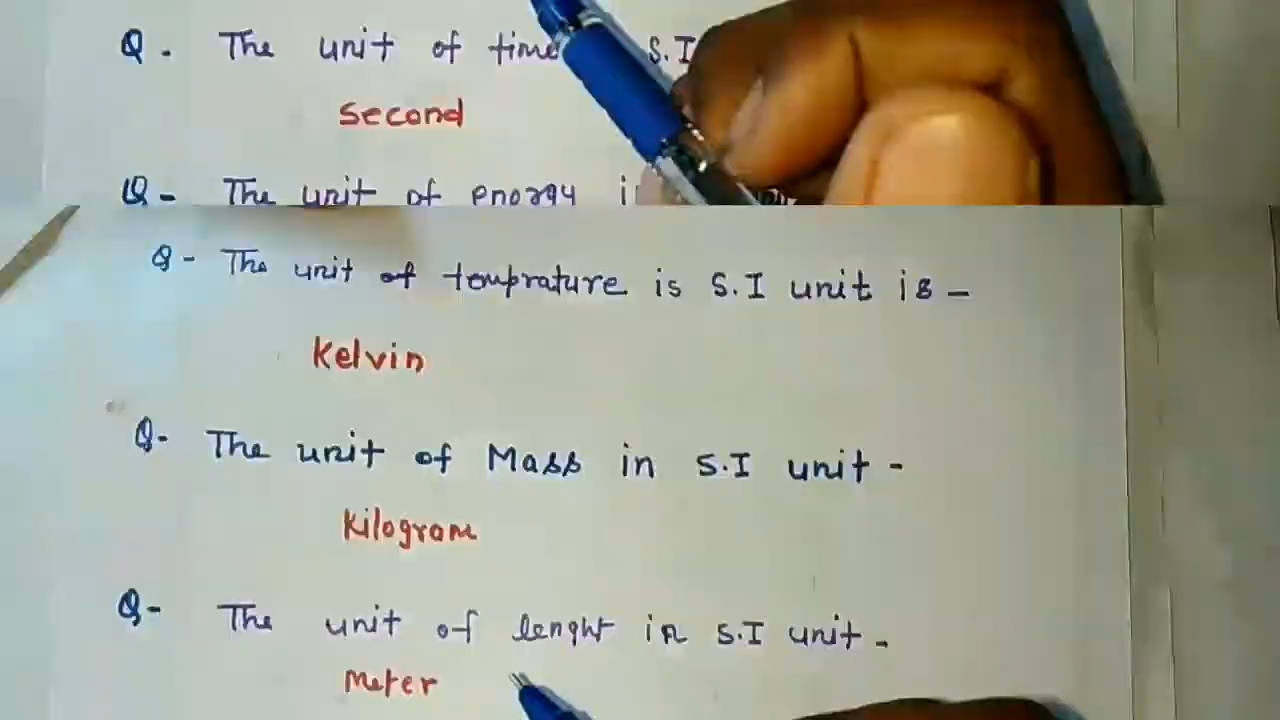 Q. The unit of time S.I
Second
Q- The unit of energy
Q- The unit of temprature is S.I unit is -
Kelvin
Q- The unit of Mass in S.I unit -
Kilogram
Q- The unit of lenght in S.I unit -
Meter